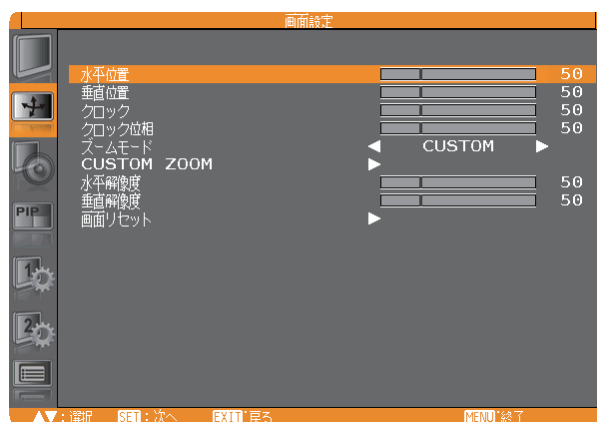 画面設定
水平位置 50
垂直位置 50
クロック 50
クロック位相 50
ズームモード ◀ CUSTOM ▶
CUSTOM ZOOM ▶
水平解像度 50
垂直解像度 50
画面リセット ▶
PIP
1
2
▲▼:選択 SET:次へ EXIT:戻る MENU:終了